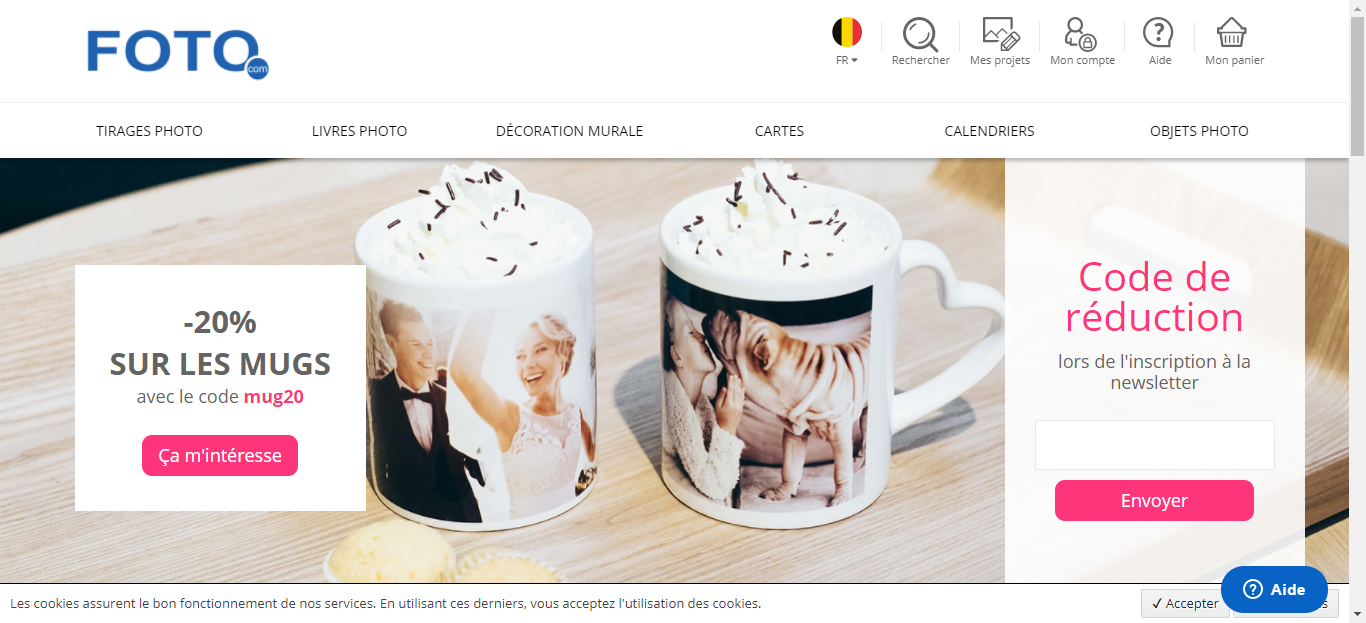 FOTO
com
FR
Rechercher
Mes projets
Mon compte
Aide
Mon panier
TIRAGES PHOTO
LIVRES PHOTO
DÉCORATION MURALE
CARTES
CALENDRIERS
OBJETS PHOTO
-20%
SUR LES MUGS
avec le code mug20
Ça m'intéresse
Code de
réduction
lors de l'inscription à la
newsletter
Envoyer
Les cookies assurent le bon fonctionnement de nos services. En utilisant ces derniers, vous acceptez l'utilisation des cookies.
✓ Accepter
Aide